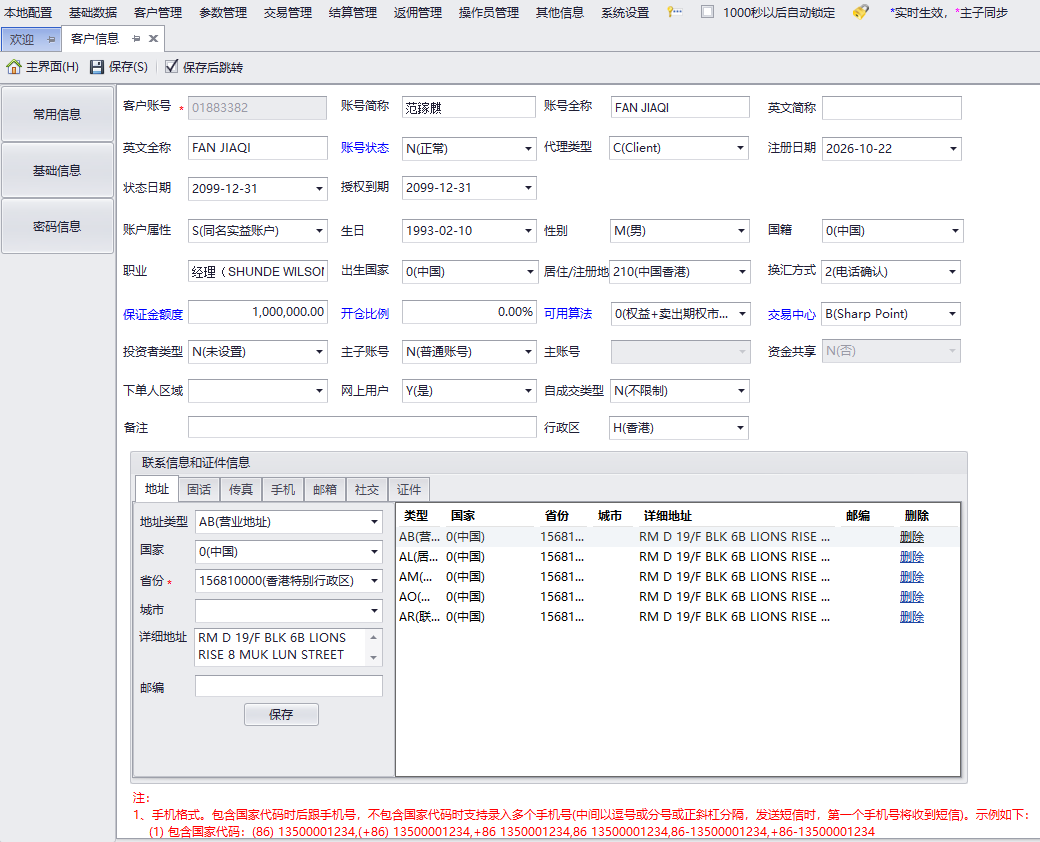 本地配置 基础数据 客户管理 参数管理 交易管理 结算管理 返佣管理 操作员管理 其他信息 系统设置 1000秒以后自动锁定 *实时生效，*主子同步
欢迎 客户信息
主界面(H) 保存(S) 保存后跳转
常用信息
基础信息
密码信息
客户账号 * 01883382 账号简称 范鎵麒 账号全称 FAN JIAQI 英文简称
英文全称 FAN JIAQI 账号状态 N(正常) 代理类型 C(Client) 注册日期 2026-10-22
状态日期 2099-12-31 授权到期 2099-12-31
账户属性 S(同名实益账户) 生日 1993-02-10 性别 M(男) 国籍 0(中国)
职业 经理（SHUNDE WILSON 出生国家 0(中国) 居住/注册地 210(中国香港) 换汇方式 2(电话确认)
保证金额度 1,000,000.00 开仓比例 0.00% 可用算法 0(权益+卖出期权市... 交易中心 B(Sharp Point)
投资者类型 N(未设置) 主子账号 N(普通账号) 主账号 资金共享 N(否)
下单人区域 网上用户 Y(是) 自成交类型 N(不限制)
备注 行政区 H(香港)
联系信息和证件信息
地址 固话 传真 手机 邮箱 社交 证件
地址类型 AB(营业地址)
国家 0(中国)
省份 * 156810000(香港特别行政区)
城市
详细地址 RM D 19/F BLK 6B LIONS
RISE 8 MUK LUN STREET
邮编
保存
类型 国家 省份 城市 详细地址 邮编 删除
AB(营... 0(中国) 15681... RM D 19/F BLK 6B LIONS RISE ... 删除
AL(居... 0(中国) 15681... RM D 19/F BLK 6B LIONS RISE ... 删除
AM(... 0(中国) 15681... RM D 19/F BLK 6B LIONS RISE ... 删除
AO(... 0(中国) 15681... RM D 19/F BLK 6B LIONS RISE ... 删除
AR(联... 0(中国) 15681... RM D 19/F BLK 6B LIONS RISE ... 删除
注：
1、手机格式。包含国家代码时后跟手机号，不包含国家代码时支持录入多个手机号(中间以逗号或分号或正斜杠分隔，发送短信时，第一个手机号将收到短信)。示例如下：
(1) 包含国家代码：(86) 13500001234,(+86) 13500001234,+86 13500001234,86 13500001234,86-13500001234,+86-13500001234